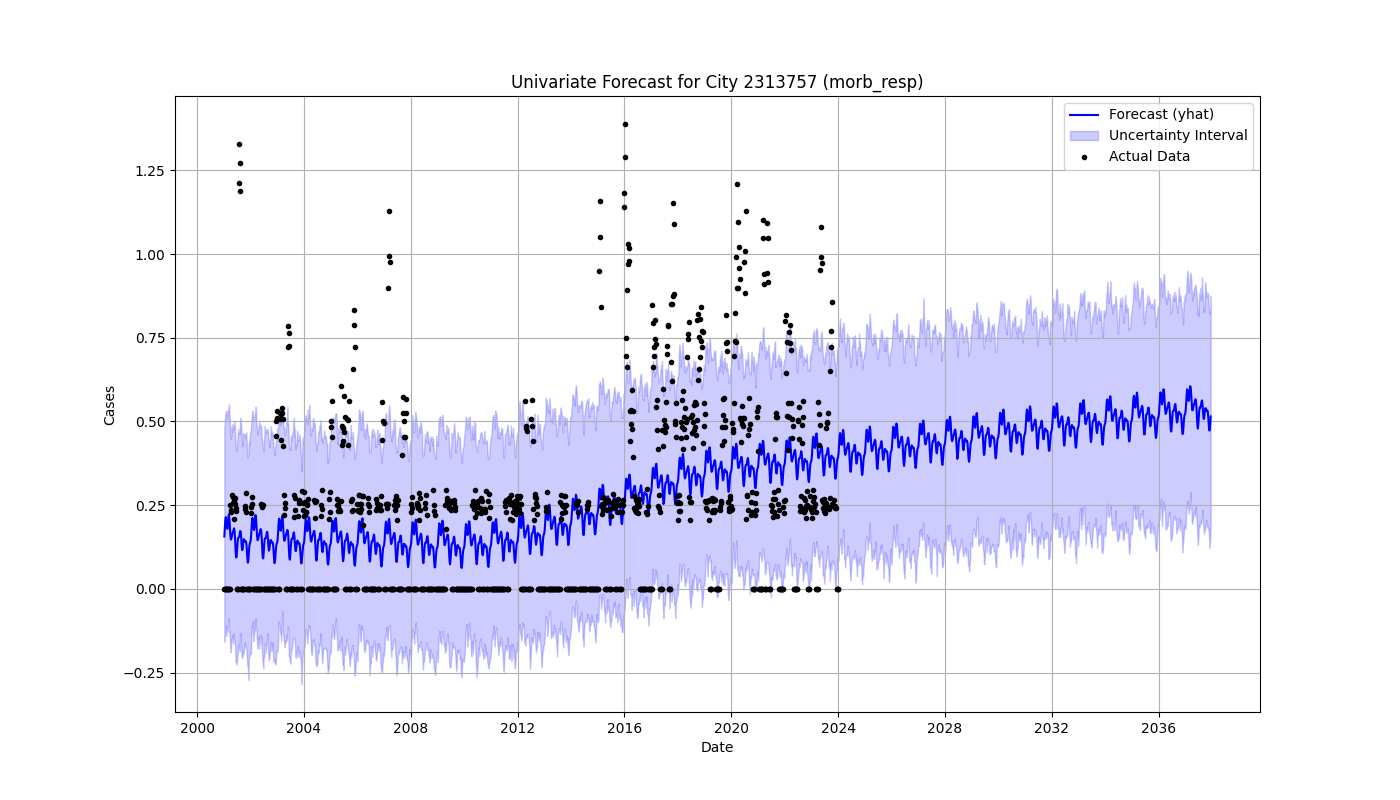 Univariate Forecast for City 2313757 (morb_resp)
Forecast (yhat)
Uncertainty Interval
Actual Data
Cases
1.25
1.00
0.75
0.50
0.25
0.00
−0.25
2000 2004 2008 2012 2016 2020 2024 2028 2032 2036
Date